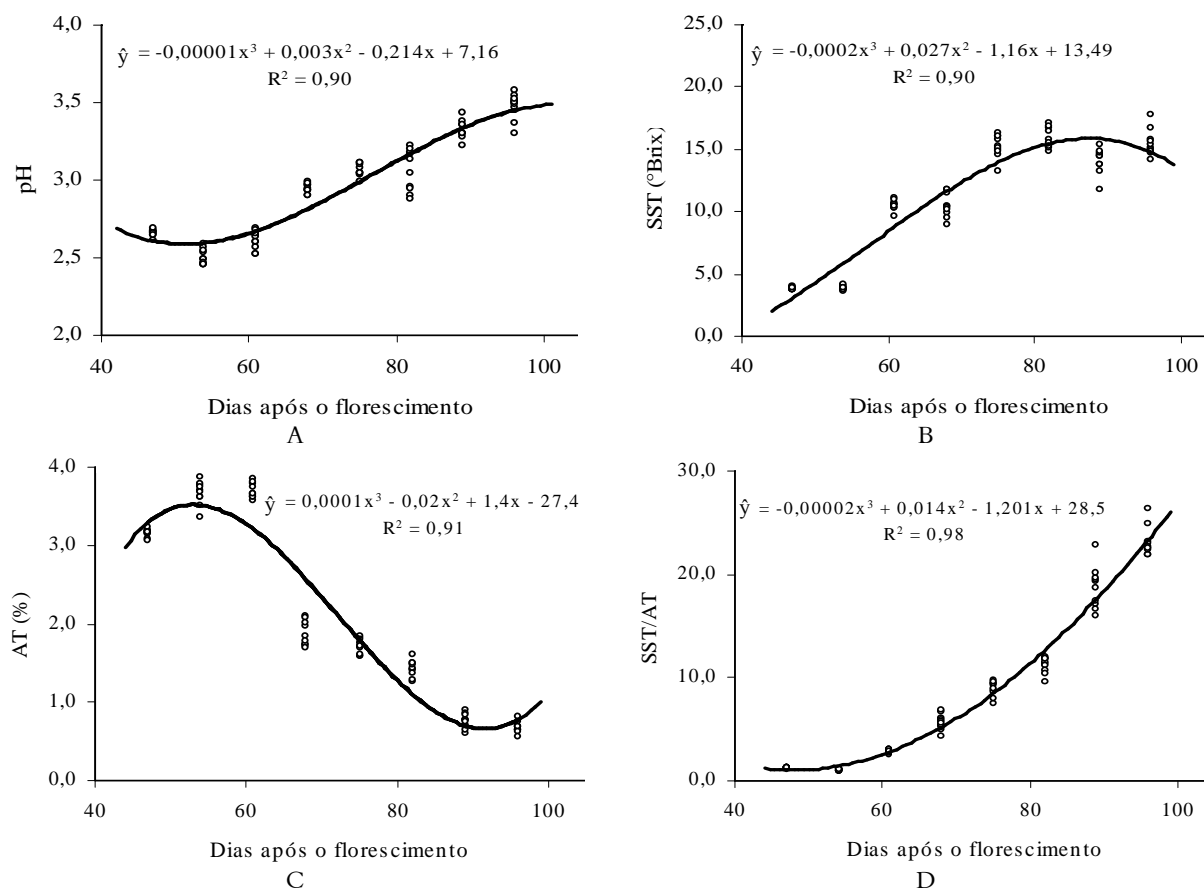 4,0
3,5
3,0
2,5
2,0
pH
ŷ = -0,00001x³ + 0,003x² - 0,214x + 7,16
R² = 0,90
40 60 80 100
Dias após o florescimento
A
25,0
20,0
15,0
10,0
5,0
0,0
SST (°Brix)
ŷ = -0,0002x³ + 0,027x² - 1,16x + 13,49
R² = 0,90
40 60 80 100
Dias após o florescimento
B
4,0
3,0
2,0
1,0
0,0
AT (%)
ŷ = 0,0001x³ - 0,02x² + 1,4x - 27,4
R² = 0,91
40 60 80 100
Dias após o florescimento
C
30,0
20,0
10,0
0,0
SST/AT
ŷ = -0,00002x³ + 0,014x² - 1,201x + 28,5
R² = 0,98
40 60 80 100
Dias após o florescimento
D